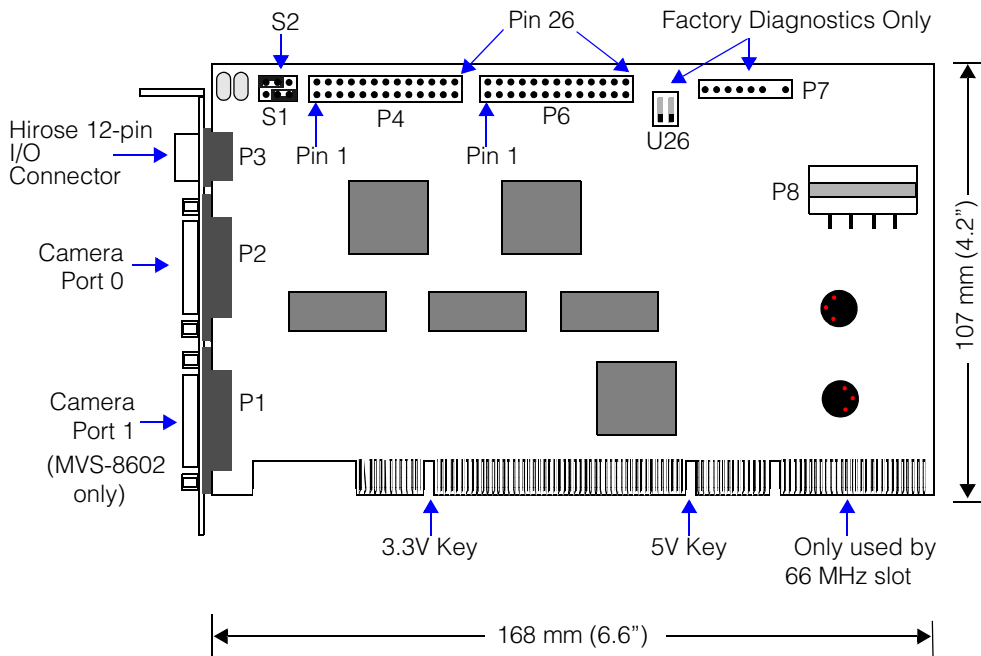 S2
Pin 26
Factory Diagnostics Only
S1
P4
P6
U26
P7
Pin 1
Pin 1
Hirose 12-pin
I/O
Connector
P3
P8
Camera
Port 0
P2
107 mm (4.2”)
Camera
Port 1
(MVS-8602
only)
P1
3.3V Key
5V Key
Only used by
66 MHz slot
168 mm (6.6”)